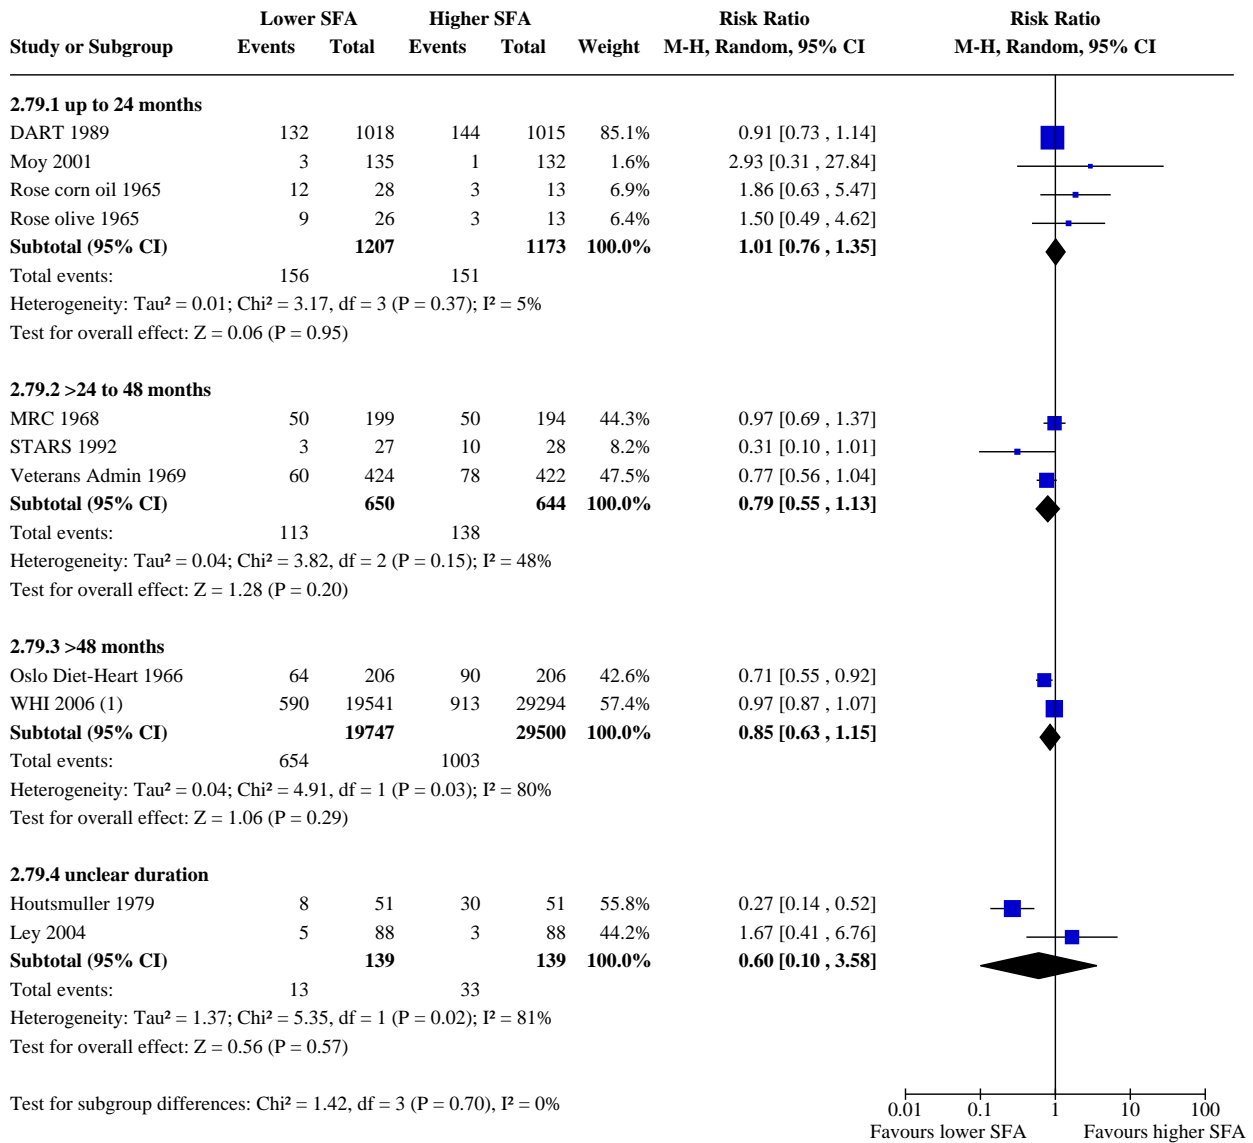 Lower SFA Higher SFA Risk Ratio Risk Ratio
Study or Subgroup Events Total Events Total Weight M-H, Random, 95% CI M-H, Random, 95% CI
2.79.1 up to 24 months
DART 1989 132 1018 144 1015 85.1% 0.91 [0.73 , 1.14]
Moy 2001 3 135 1 132 1.6% 2.93 [0.31 , 27.84]
Rose corn oil 1965 12 28 3 13 6.9% 1.86 [0.63 , 5.47]
Rose olive 1965 9 26 3 13 6.4% 1.50 [0.49 , 4.62]
Subtotal (95% CI) 1207 1173 100.0% 1.01 [0.76 , 1.35]
Total events: 156 151
Heterogeneity: Tau² = 0.01; Chi² = 3.17, df = 3 (P = 0.37); I² = 5%
Test for overall effect: Z = 0.06 (P = 0.95)
2.79.2 >24 to 48 months
MRC 1968 50 199 50 194 44.3% 0.97 [0.69 , 1.37]
STARS 1992 3 27 10 28 8.2% 0.31 [0.10 , 1.01]
Veterans Admin 1969 60 424 78 422 47.5% 0.77 [0.56 , 1.04]
Subtotal (95% CI) 650 644 100.0% 0.79 [0.55 , 1.13]
Total events: 113 138
Heterogeneity: Tau² = 0.04; Chi² = 3.82, df = 2 (P = 0.15); I² = 48%
Test for overall effect: Z = 1.28 (P = 0.20)
2.79.3 >48 months
Oslo Diet-Heart 1966 64 206 90 206 42.6% 0.71 [0.55 , 0.92]
WHI 2006 (1) 590 19541 913 29294 57.4% 0.97 [0.87 , 1.07]
Subtotal (95% CI) 19747 29500 100.0% 0.85 [0.63 , 1.15]
Total events: 654 1003
Heterogeneity: Tau² = 0.04; Chi² = 4.91, df = 1 (P = 0.03); I² = 80%
Test for overall effect: Z = 1.06 (P = 0.29)
2.79.4 unclear duration
Houtsmuller 1979 8 51 30 51 55.8% 0.27 [0.14 , 0.52]
Ley 2004 5 88 3 88 44.2% 1.67 [0.41 , 6.76]
Subtotal (95% CI) 139 139 100.0% 0.60 [0.10 , 3.58]
Total events: 13 33
Heterogeneity: Tau² = 1.37; Chi² = 5.35, df = 1 (P = 0.02); I² = 81%
Test for overall effect: Z = 0.56 (P = 0.57)
Test for subgroup differences: Chi² = 1.42, df = 3 (P = 0.70), I² = 0%
0.01 0.1 1 10 100
Favours lower SFA Favours higher SFA